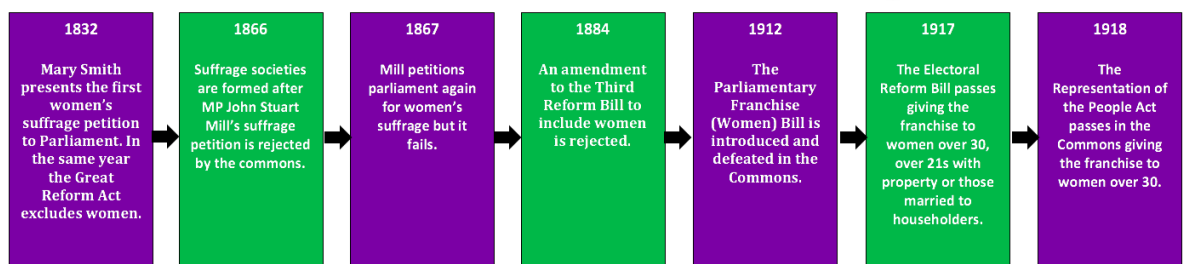 1832
Mary Smith
presents the first
women's
suffrage petition
to Parliament. In
the same year
the Great
Reform Act
excludes women.
1866
Suffrage societies
are formed after
MP John Stuart
Mill's suffrage
petition is rejected
by the commons.
1867
Mill petitions
parliament again
for women's
suffrage but it
fails.
1884
An amendment
to the Third
Reform Bill to
include women
is rejected.
1912
The
Parliamentary
Franchise
(Women) Bill is
introduced and
defeated in the
Commons.
1917
The Electoral
Reform Bill passes
giving the
franchise to
women over 30,
over 21s with
property or those
married to
householders.
1918
The
Representation of
the People Act
passes in the
Commons giving
the franchise to
women over 30.